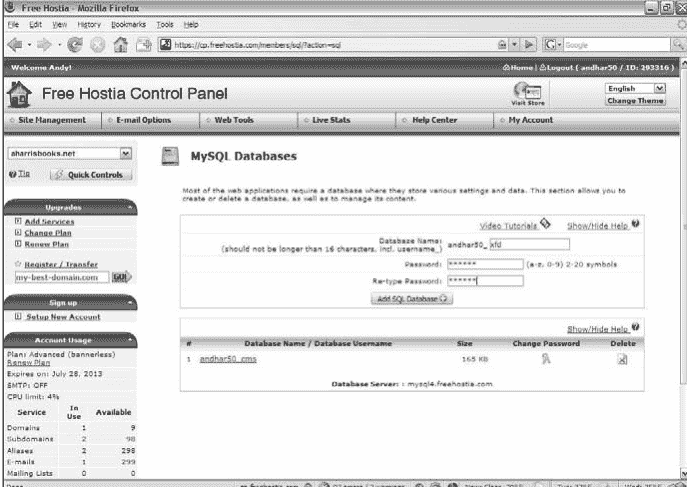 Free Hostia - Mozilla Firefox
File Edit View History Bookmarks Tools Help
https://cp.freehostia.com/members/sql/?action=sql
Google
Welcome Andy!
Home | Logout ( andhar50 / ID: 293316 )
Free Hostia Control Panel
Visit Store
English
Change Theme
Site Management
E-mail Options
Web Tools
Live Stats
Help Center
My Account
sharrisbooks.net
Tip
Quick Controls
Upgrades
Add Services
Change Plan
Renew Plan
Register / Transfer
my-best-domain.com
GO
Sign up
Setup New Account
Account Usage
Plan: Advanced (bannerless)
Renew Plan
Expires on: July 28, 2013
SMTP: OFF
CPU limit: 4%
Service In Use Available
Domains 1 9
Subdomains 2 98
Aliases 2 298
E-mails 1 299
Mailing Lists 0 0
MySQL Databases
Most of the web applications require a database where they store various settings and data. This section allows you to
create or delete a database, as well as to manage its content.
Video Tutorials Show/Hide Help
Database Name: andhar50_ xfd
(should not be longer than 16 characters, incl. username_)
Password: ****** (a-z, 0-9) 2-20 symbols
Re-type Password: ******
Add SQL Database
Show/Hide Help
# Database Name / Database Username Size Change Password Delete
1 andhar50_cms 165 KB
Database Server: : mysql4.freehostia.com